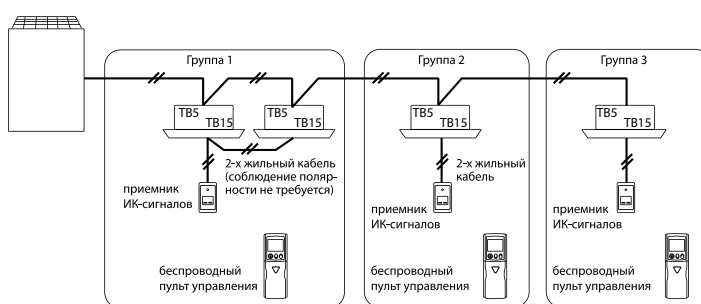 Группа 1
Группа 2
Группа 3
TB5
TB15
TB5
TB15
TB5
TB15
TB5
TB15
2-х жильный кабель
(соблюдение поляр-
ности не требуется)
2-х жильный
кабель
приемник
ИК-сигналов
приемник
ИК-сигналов
приемник
ИК-сигналов
беспроводный
пульт управления
беспроводный
пульт управления
беспроводный
пульт управления